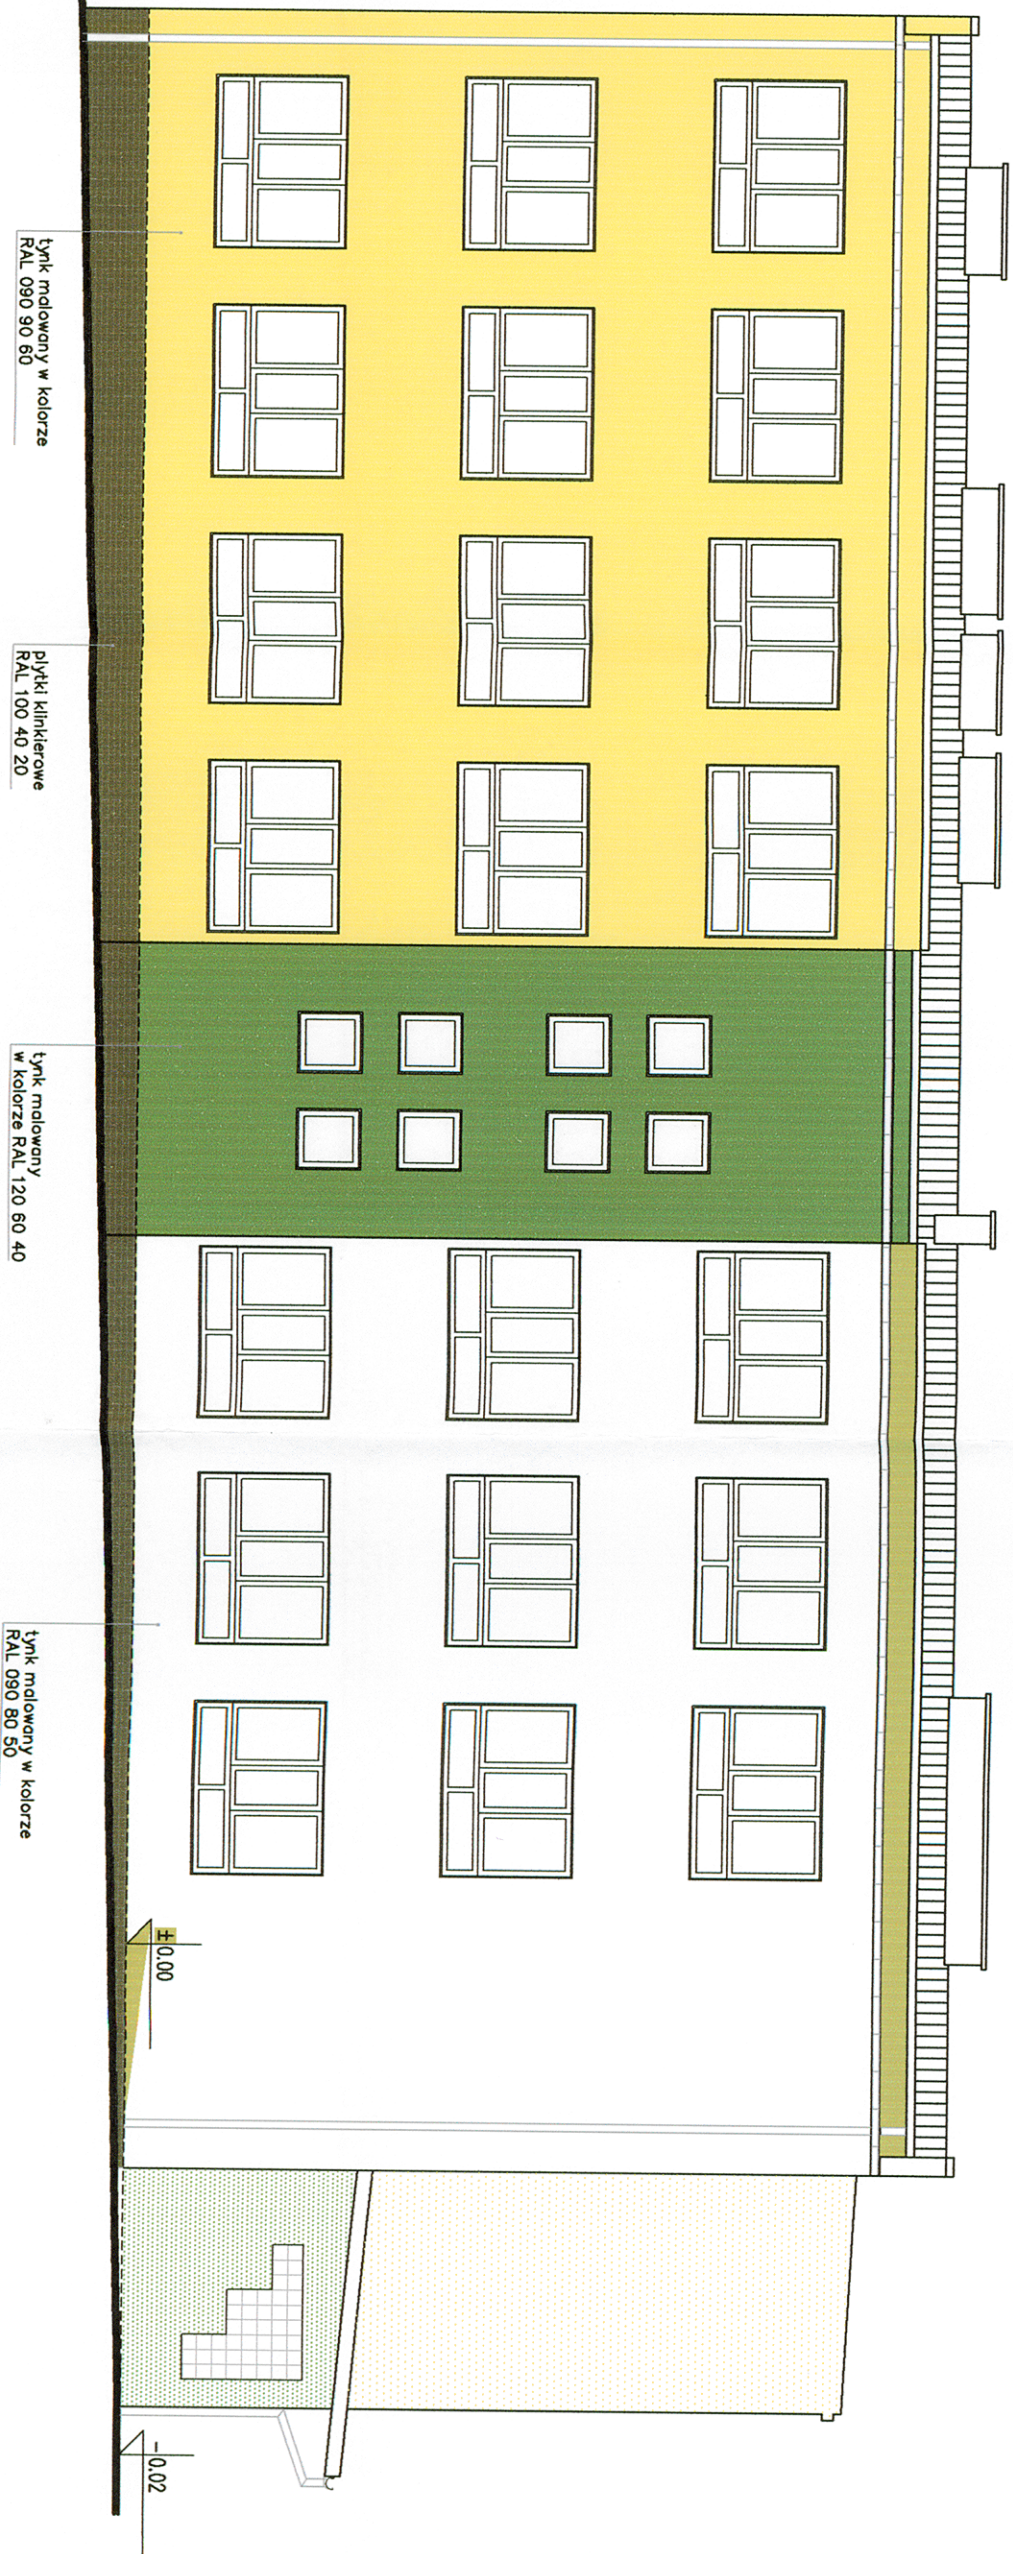 tynk malowany w kolorze
RAL 090 90 60
płytki klinkierowe
RAL 100 40 20
tynk malowany
w kolorze RAL 120 60 40
tynk malowany w kolorze
RAL 090 80 50
±0.00
-0.02